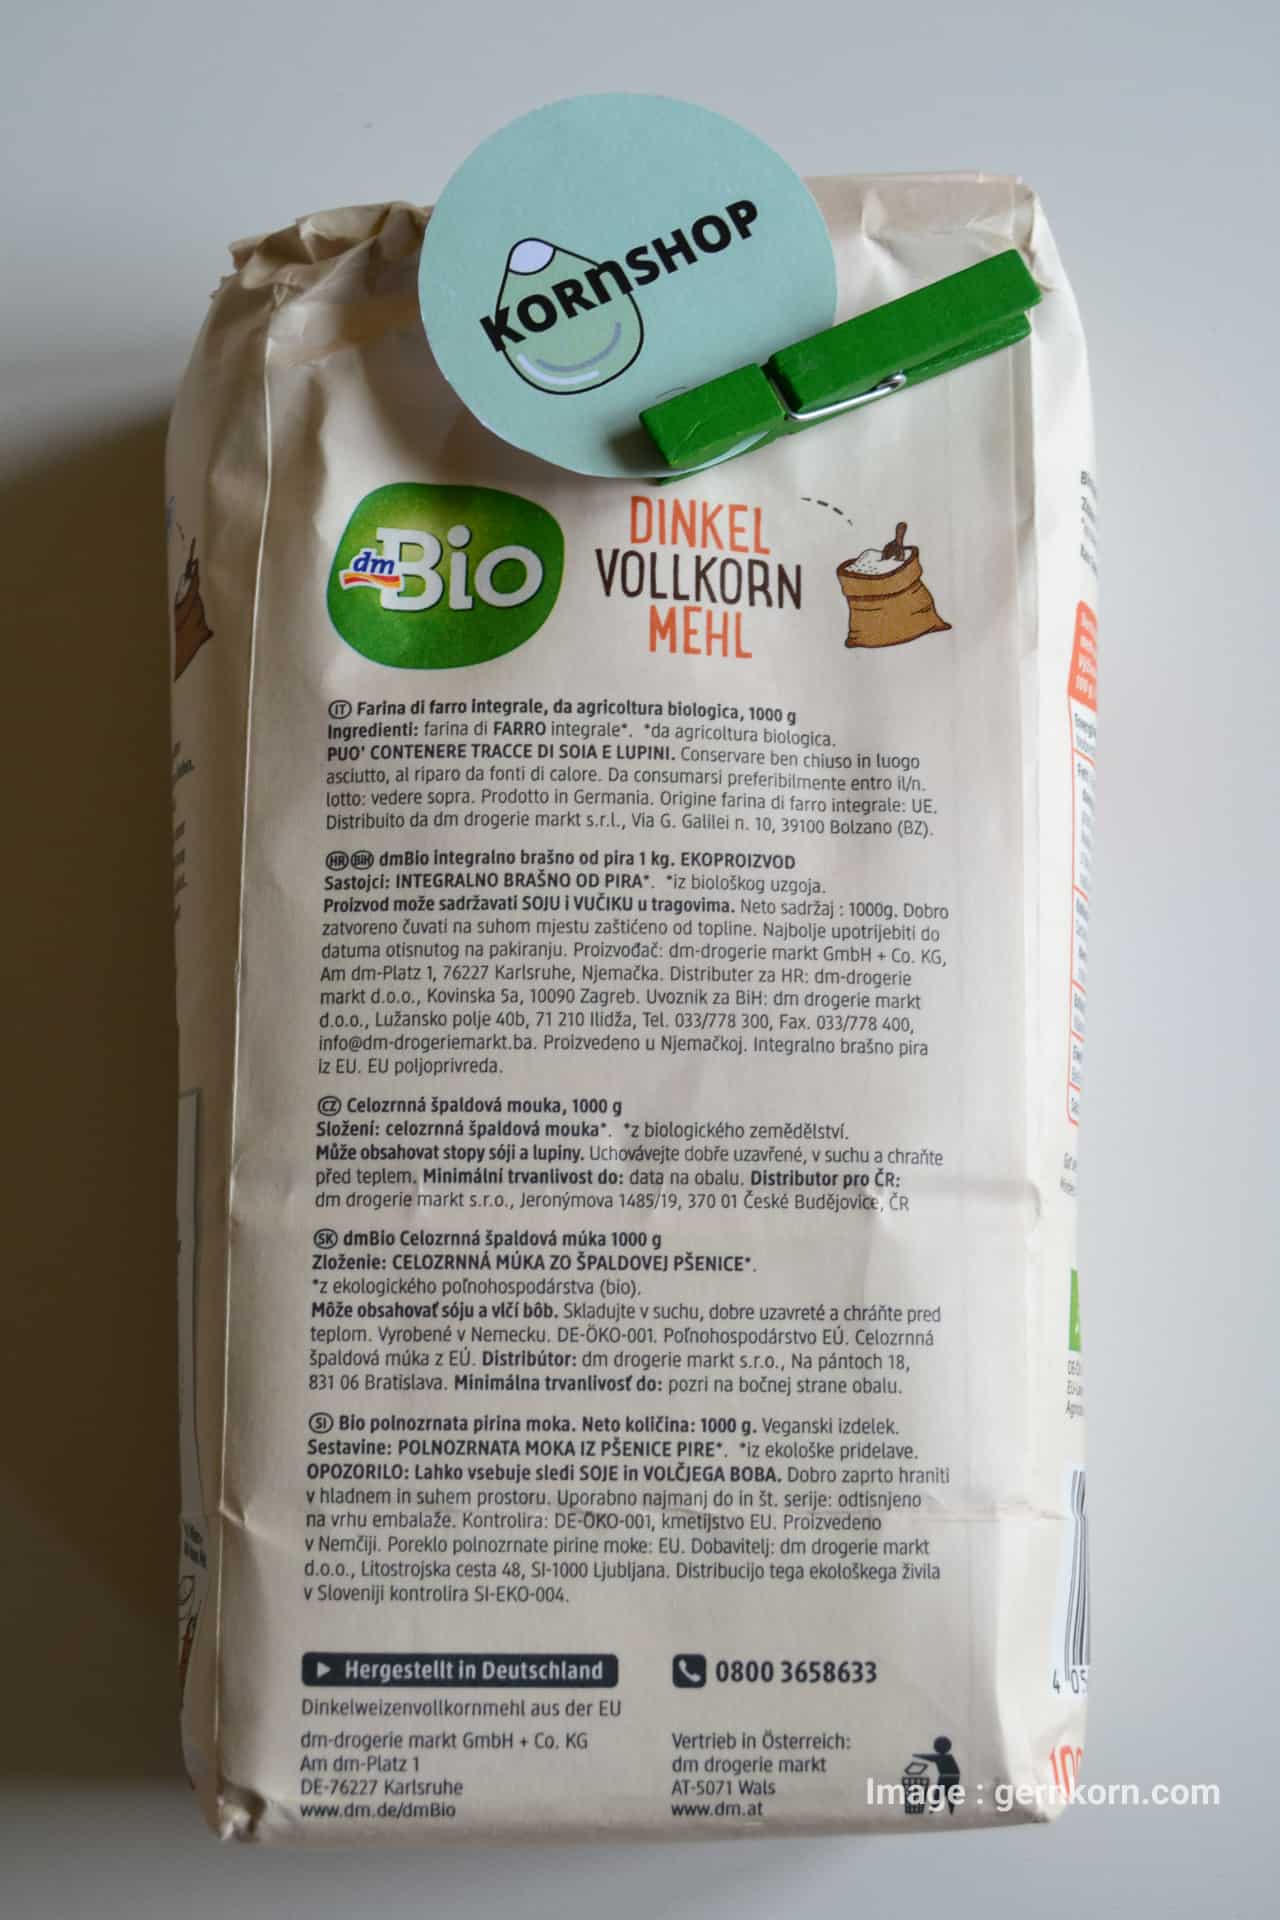 KORNSHOP
dm Bio
DINKEL
VOLLKORN
MEHL
IT Farina di farro integrale, da agricoltura biologica, 1000 g
Ingredienti: farina di FARRO integrale*. *da agricoltura biologica.
PUO' CONTENERE TRACCE DI SOIA E LUPINI. Conservare ben chiuso in luogo
asciutto, al riparo da fonti di calore. Da consumarsi preferibilmente entro il/n.
lotto: vedere sopra. Prodotto in Germania. Origine farina di farro integrale: UE.
Distribuito da dm drogerie markt s.r.l., Via G. Galilei n. 10, 39100 Bolzano (BZ).
HR BiH dmBio integralno brašno od pira 1 kg. EKOPROIZVOD
Sastojci: INTEGRALNO BRAŠNO OD PIRA*. *iz biološkog uzgoja.
Proizvod može sadržavati SOJU i VUČIKU u tragovima. Neto sadržaj : 1000g. Dobro
zatvoreno čuvati na suhom mjestu zaštićeno od topline. Najbolje upotrijebiti do
datuma otisnutog na pakiranju. Proizvođač: dm-drogerie markt GmbH + Co. KG,
Am dm-Platz 1, 76227 Karlsruhe, Njemačka. Distributer za HR: dm-drogerie
markt d.o.o., Kovinska 5a, 10090 Zagreb. Uvoznik za BiH: dm drogerie markt
d.o.o., Lužansko polje 40b, 71 210 Ilidža, Tel. 033/778 300, Fax. 033/778 400,
info@dm-drogeriemarkt.ba. Proizvedeno u Njemačkoj. Integralno brašno pira
iz EU. EU poljoprivreda.
CZ Celozrnná špaldová mouka, 1000 g
Složení: celozrnná špaldová mouka*. *z biologického zemědělství.
Může obsahovat stopy sóji a lupiny. Uchovávejte dobře uzavřené, v suchu a chraňte
před teplem. Minimální trvanlivost do: data na obalu. Distributor pro ČR:
dm drogerie markt s.r.o., Jeronýmova 1485/19, 370 01 České Budějovice, ČR
SK dmBio Celozrnná špaldová múka 1000 g
Zloženie: CELOZRNNÁ MÚKA ZO ŠPALDOVEJ PŠENICE*.
*z ekologického poľnohospodárstva (bio).
Môže obsahovať sóju a vlčí bôb. Skladujte v suchu, dobre uzavreté a chráňte pred
teplom. Vyrobené v Nemecku. DE-ÖKO-001. Poľnohospodárstvo EÚ. Celozrnná
špaldová múka z EÚ. Distribútor: dm drogerie markt s.r.o., Na pántoch 18,
831 06 Bratislava. Minimálna trvanlivosť do: pozri na bočnej strane obalu.
SI Bio polnozrnata pirina moka. Neto količina: 1000 g. Veganski izdelek.
Sestavine: POLNOZRNATA MOKA IZ PŠENICE PIRE*. *iz ekološke pridelave.
OPOZORILO: Lahko vsebuje sledi SOJE in VOLČJEGA BOBA. Dobro zaprto hraniti
v hladnem in suhem prostoru. Uporabno najmanj do in št. serije: odtisnjeno
na vrhu embalaže. Kontrolira: DE-ÖKO-001, kmetijstvo EU. Proizvedeno
v Nemčiji. Poreklo polnozrnate pirine moke: EU. Dobavitelj: dm drogerie markt
d.o.o., Litostrojska cesta 48, SI-1000 Ljubljana. Distribucijo tega ekološkega živila
v Sloveniji kontrolira SI-EKO-004.
Hergestellt in Deutschland
0800 3658633
Dinkelweizenvollkornmehl aus der EU
dm-drogerie markt GmbH + Co. KG
Am dm-Platz 1
DE-76227 Karlsruhe
www.dm.de/dmBio
Vertrieb in Österreich:
dm drogerie markt
AT-5071 Wals
www.dm.at
Image : gernkorn.com